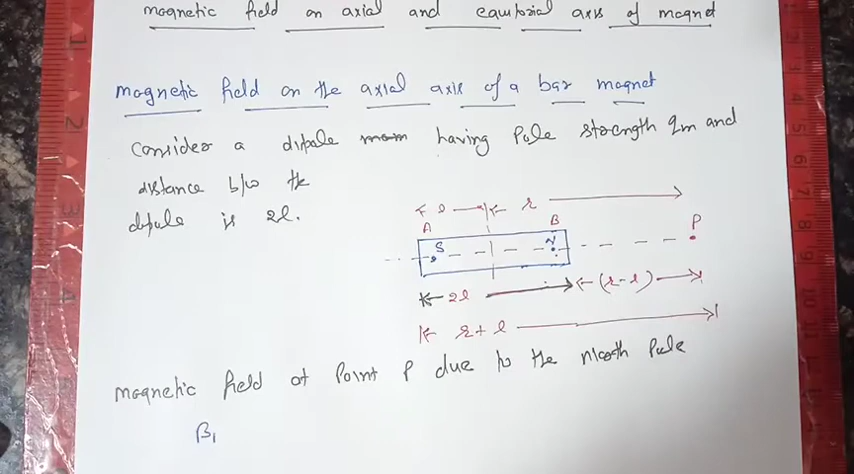 magnetic field on axial and equtorial axis of magnet
magnetic field on the axial axis of a bar magnet
Consider a dipole having Pole strength qm and
distance b/w the
dipole is 2l.
l r
A B P
S N
2l (r-l)
r+l
magnetic field at Point P due to the north Pole
B1